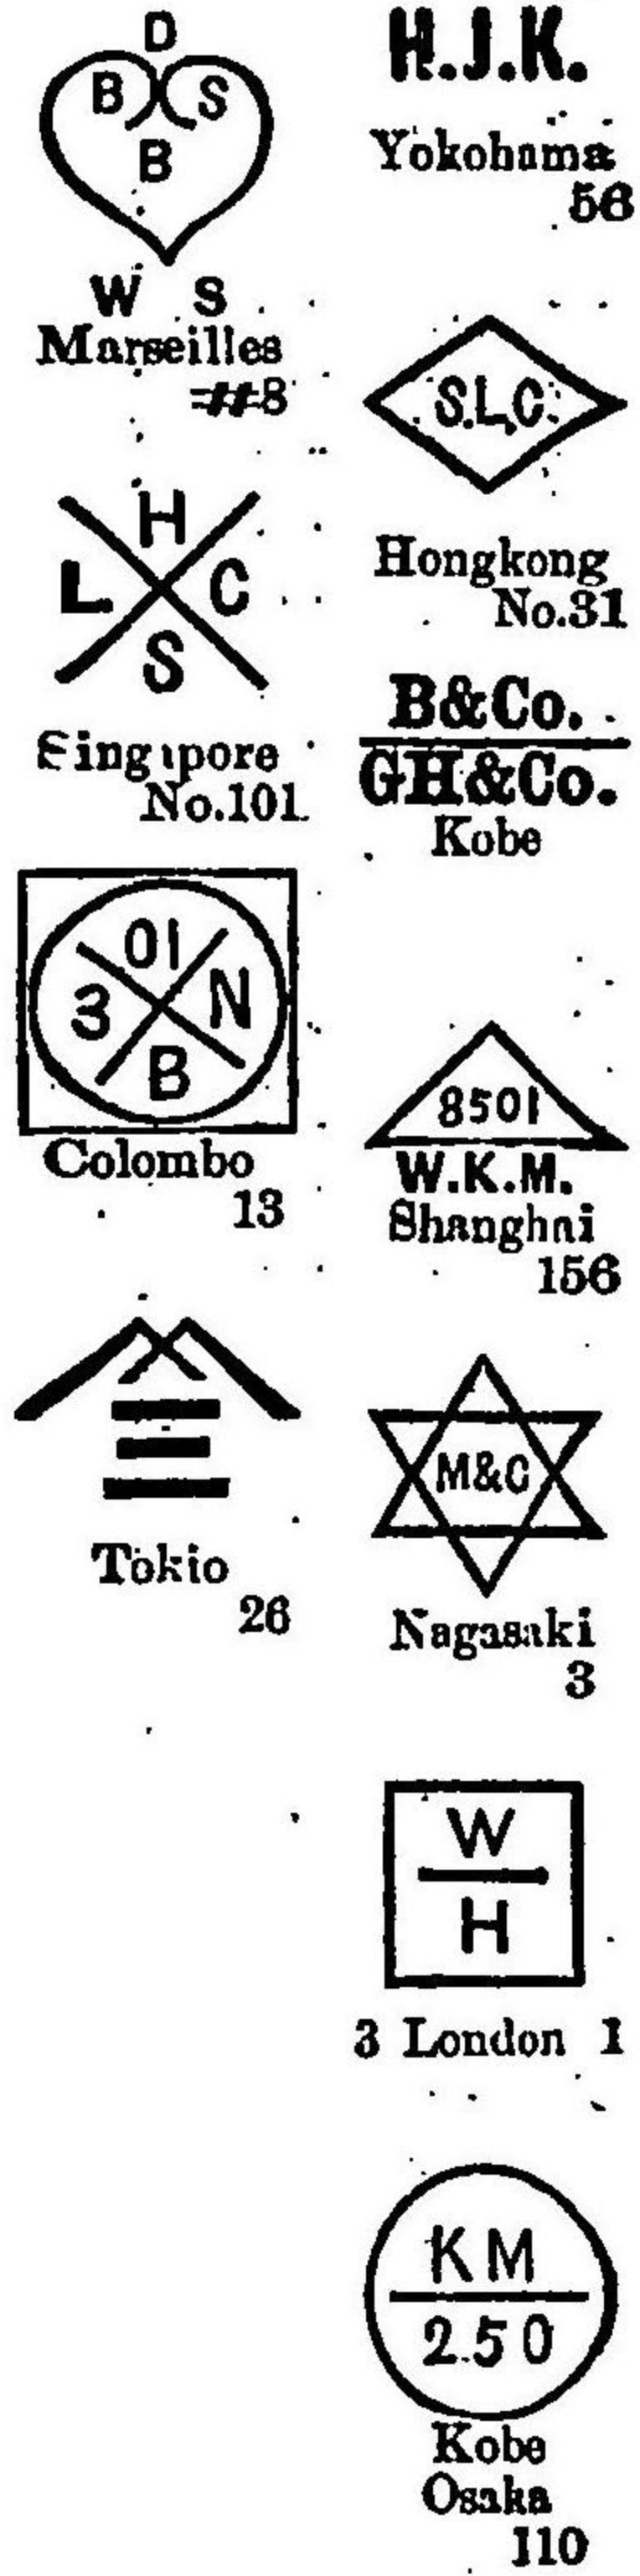 D
B S
B
W S
Marseilles
#8
H
L C
S
Singapore
No.101
01
3 N
B
Colombo
13
Tokio
26
H.J.K.
Yokohama
56
S.L.C.
Hongkong
No.31
B&Co.
GH&Co.
Kobe
8501
W.K.M.
Shanghai
156
M&C
Nagasaki
3
W
H
3 London 1
KM
2.50
Kobe
Osaka
110